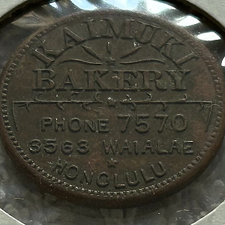 KAIMUKI
BAKERY
PHONE 7570
3563 WAIALAE
HONOLULU